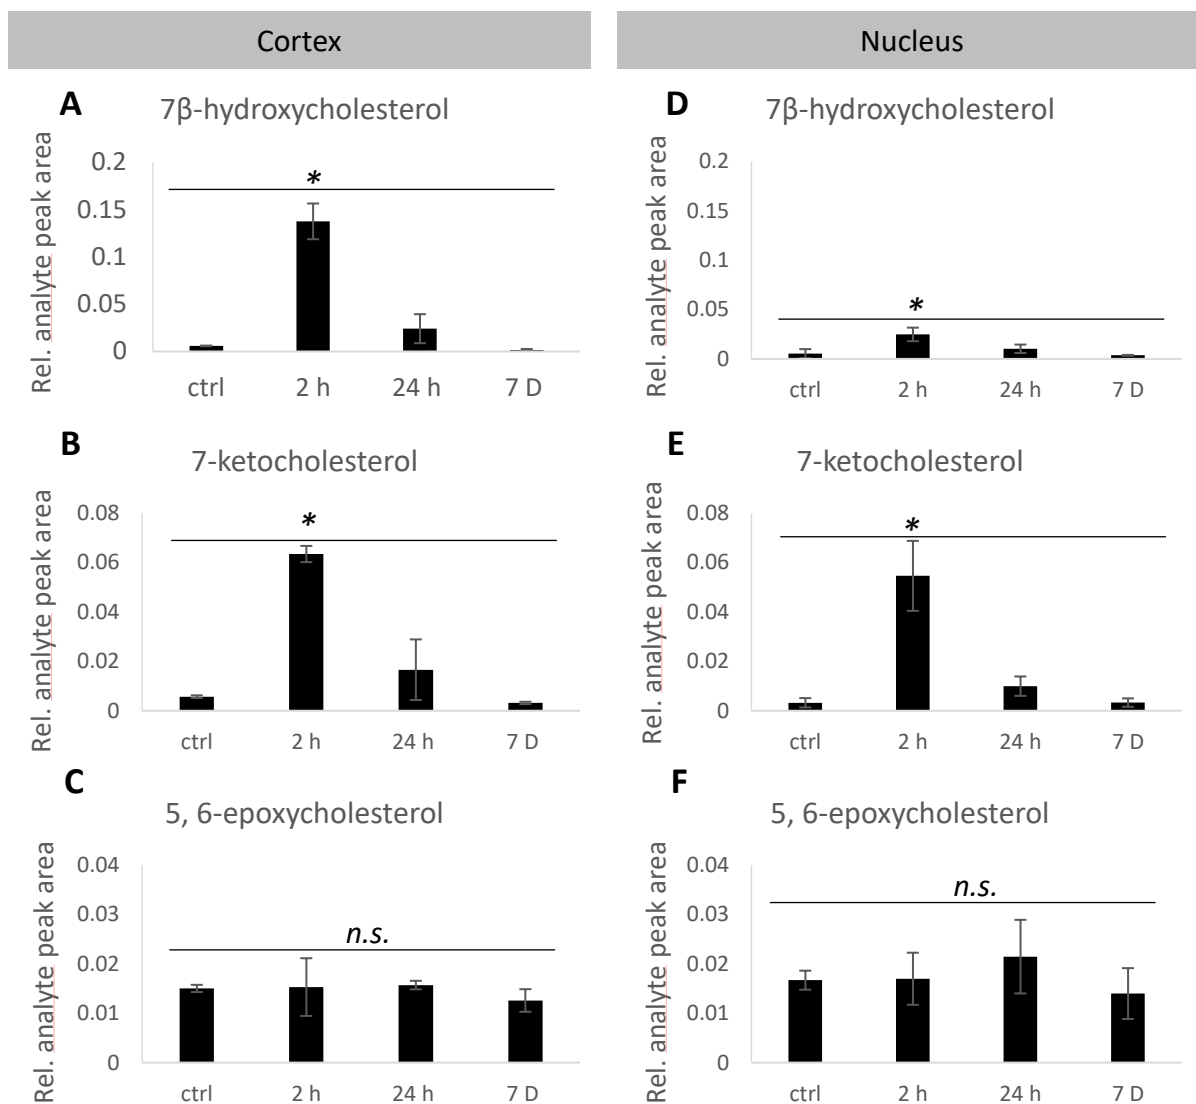 Cortex
Nucleus
A
7β-hydroxycholesterol
Rel. analyte peak area
0.2
0.15
0.1
0.05
0
*
ctrl
2 h
24 h
7 D
D
7β-hydroxycholesterol
Rel. analyte peak area
0.2
0.15
0.1
0.05
0
*
ctrl
2 h
24 h
7 D
B
7-ketocholesterol
Rel. analyte peak area
0.08
0.06
0.04
0.02
0
*
ctrl
2 h
24 h
7 D
E
7-ketocholesterol
Rel. analyte peak area
0.08
0.06
0.04
0.02
0
*
ctrl
2 h
24 h
7 D
C
5, 6-epoxycholesterol
Rel. analyte peak area
0.04
0.03
0.02
0.01
0
n.s.
ctrl
2 h
24 h
7 D
F
5, 6-epoxycholesterol
Rel. analyte peak area
0.04
0.03
0.02
0.01
0
n.s.
ctrl
2 h
24 h
7 D